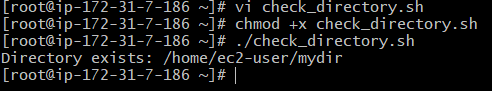 [root@ip-172-31-7-186 ~]# vi check_directory.sh
[root@ip-172-31-7-186 ~]# chmod +x check_directory.sh
[root@ip-172-31-7-186 ~]# ./check_directory.sh
Directory exists: /home/ec2-user/mydir
[root@ip-172-31-7-186 ~]#